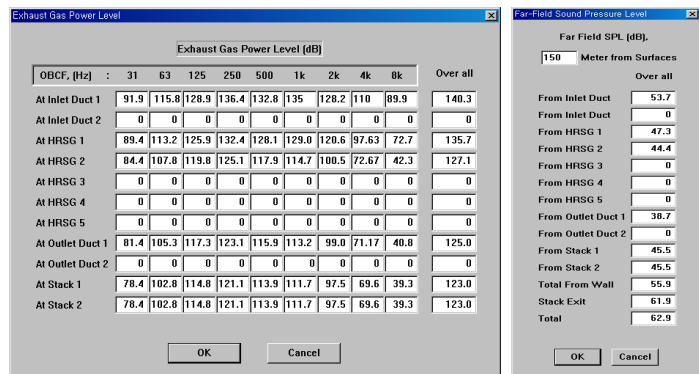 Exhaust Gas Power Level
Exhaust Gas Power Level (dB)
OBCF, (Hz) : 31 63 125 250 500 1k 2k 4k 8k Over all
At Inlet Duct 1 91.9 115.8 128.9 136.4 132.8 135 128.2 110 89.9 140.3
At Inlet Duct 2 0 0 0 0 0 0 0 0 0 0
At HRSG 1 89.4 113.2 125.9 132.4 128.1 129.0 120.6 97.63 72.7 135.7
At HRSG 2 84.4 107.8 119.8 125.1 117.9 114.7 100.5 72.67 42.3 127.1
At HRSG 3 0 0 0 0 0 0 0 0 0 0
At HRSG 4 0 0 0 0 0 0 0 0 0 0
At HRSG 5 0 0 0 0 0 0 0 0 0 0
At Outlet Duct 1 81.4 105.3 117.3 123.1 115.9 113.2 99.0 71.17 40.8 125.0
At Outlet Duct 2 0 0 0 0 0 0 0 0 0 0
At Stack 1 78.4 102.8 114.8 121.1 113.9 111.7 97.5 69.6 39.3 123.0
At Stack 2 78.4 102.8 114.8 121.1 113.9 111.7 97.5 69.6 39.3 123.0
OK Cancel
Far-Field Sound Pressure Level
Far Field SPL (dB),
150 Meter from Surfaces
Over all
From Inlet Duct 53.7
From Inlet Duct 0
From HRSG 1 47.3
From HRSG 2 44.4
From HRSG 3 0
From HRSG 4 0
From HRSG 5 0
From Outlet Duct 1 38.7
From Outlet Duct 2 0
From Stack 1 45.5
From Stack 2 45.5
Total From Wall 55.9
Stack Exit 61.9
Total 62.9
OK Cancel